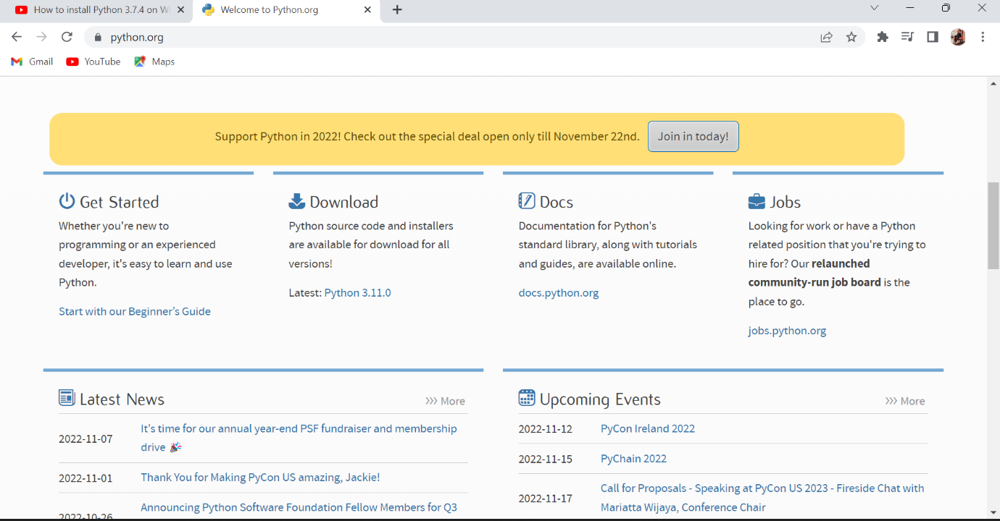 How to install Python 3.7.4 on Wi
Welcome to Python.org
python.org
Gmail
YouTube
Maps
Support Python in 2022! Check out the special deal open only till November 22nd.
Join in today!
Get Started
Whether you're new to
programming or an experienced
developer, it's easy to learn and use
Python.
Start with our Beginner’s Guide
Download
Python source code and installers
are available for download for all
versions!
Latest: Python 3.11.0
Docs
Documentation for Python's
standard library, along with tutorials
and guides, are available online.
docs.python.org
Jobs
Looking for work or have a Python
related position that you're trying to
hire for? Our relaunched
community-run job board is the
place to go.
jobs.python.org
Latest News
>>> More
2022-11-07
It's time for our annual year-end PSF fundraiser and membership
drive 🎉
2022-11-01
Thank You for Making PyCon US amazing, Jackie!
2022-10-26
Announcing Python Software Foundation Fellow Members for Q3
Upcoming Events
>>> More
2022-11-12
PyCon Ireland 2022
2022-11-15
PyChain 2022
2022-11-17
Call for Proposals - Speaking at PyCon US 2023 - Fireside Chat with
Mariatta Wijaya, Conference Chair